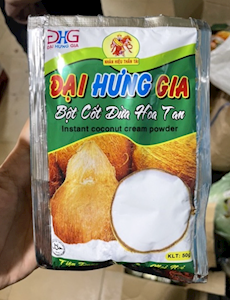 DHG
ĐẠI HƯNG GIA
NHÃN HIỆU THẦN TÀI
ĐẠI HƯNG GIA
Bột Cốt Dừa Hòa Tan
Instant coconut cream powder
KLT: 50g